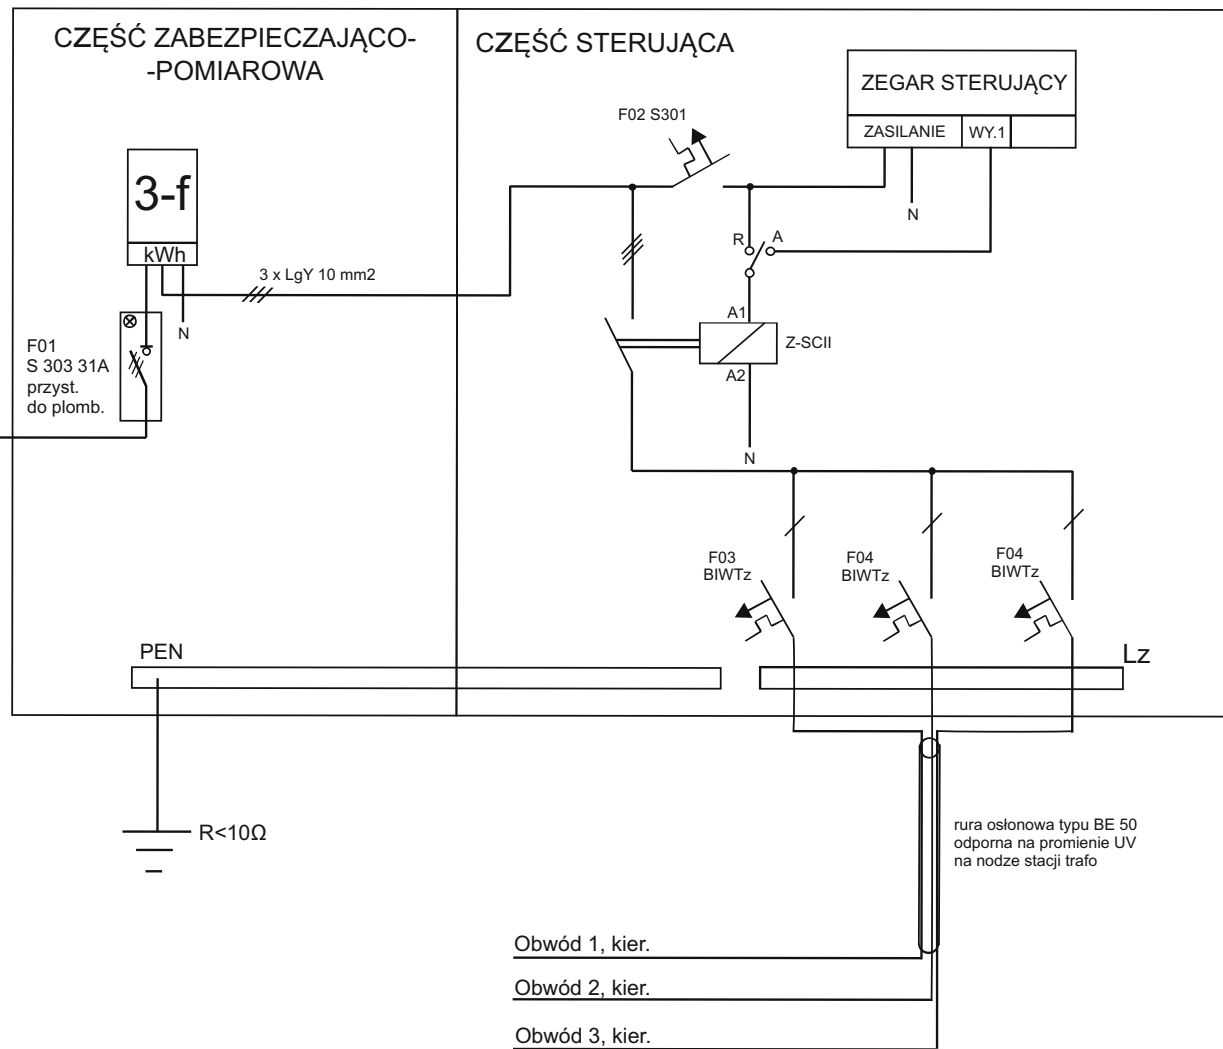 CZĘŚĆ ZABEZPIECZAJĄCO-
-POMIAROWA
CZĘŚĆ STERUJĄCA
ZEGAR STERUJĄCY
ZASILANIE
WY.1
F02 S301
N
3-f
kWh
3 x LgY 10 mm2
N
R
A
A1
Z-SCII
A2
N
F01
S 303 31A
przyst.
do plomb.
F03
BIWTz
F04
BIWTz
F04
BIWTz
PEN
Lz
R<10Ω
rura osłonowa typu BE 50
odporna na promienie UV
na nodze stacji trafo
Obwód 1, kier.
Obwód 2, kier.
Obwód 3, kier.